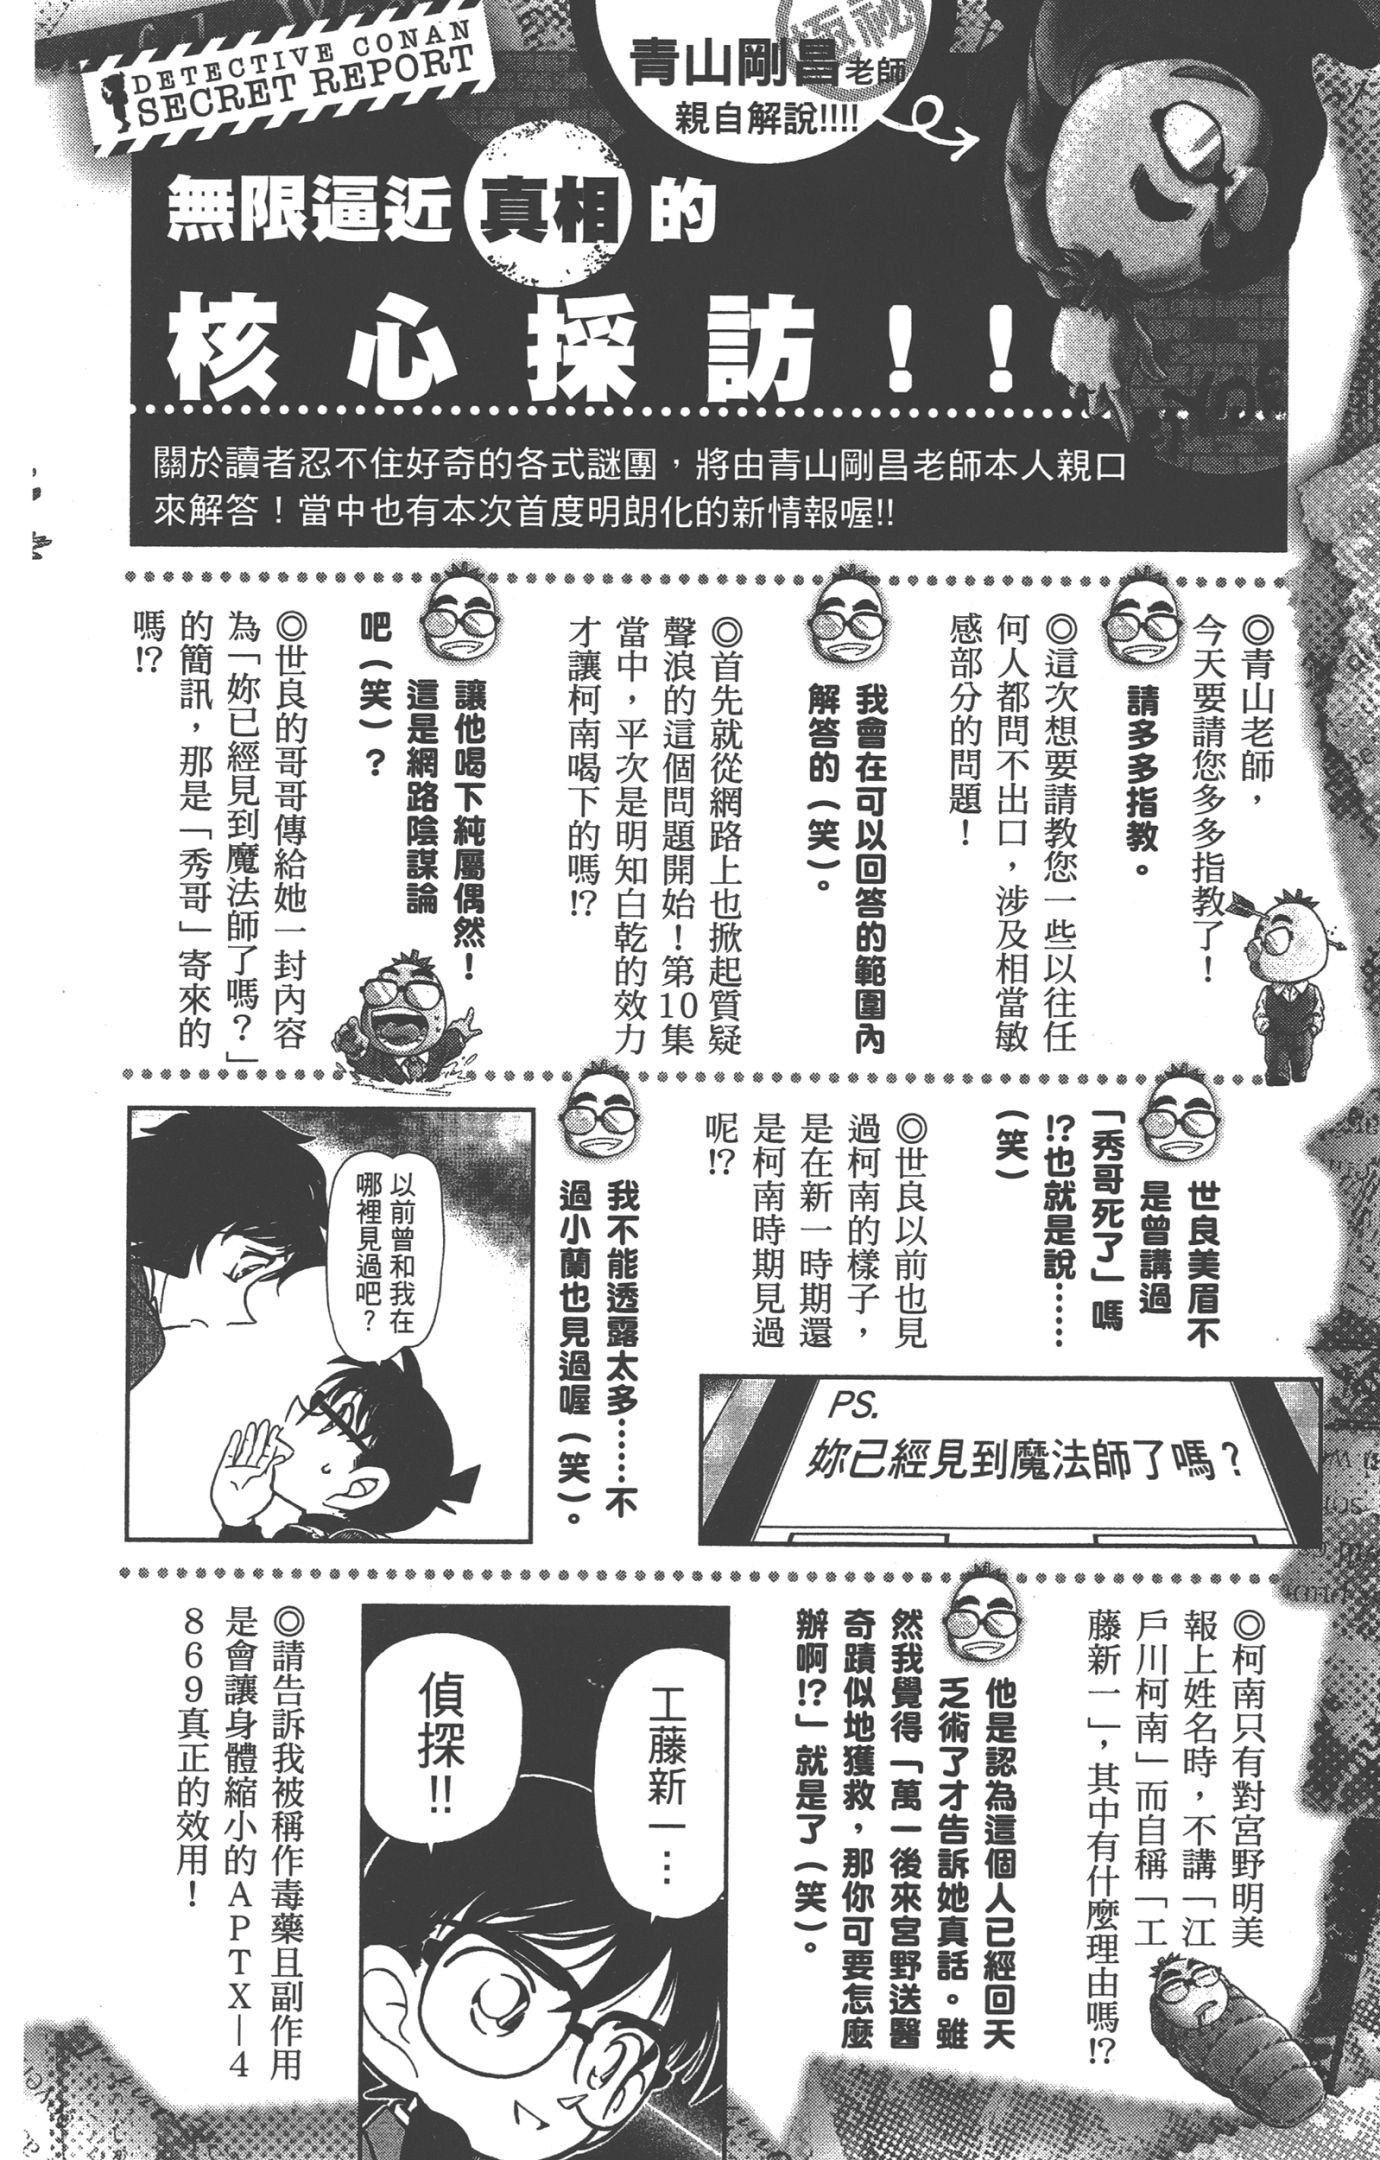 DETECTIVE CONAN
SECRET REPORT
極祕
青山剛昌老師
親自解說!!!!
無限逼近真相的
核心採訪!!
關於讀者忍不住好奇的各式謎團，將由青山剛昌老師本人親口
來解答！當中也有本次首度明朗化的新情報喔!!
◎青山老師，
今天要請您多多指教了！
請多多指教。
◎這次想要請教您一些以往任
何人都問不出口，涉及相當敏
感部分的問題！
我會在可以回答的範圍內
解答的（笑）。
◎首先就從網路上也掀起質疑
聲浪的這個問題開始！第10集
當中，平次是明知白乾的效力
才讓柯南喝下的嗎!?
讓他喝下純屬偶然！
這是網路陰謀論
吧（笑）？
◎世良的哥哥傳給她一封內容
為「妳已經見到魔法師了嗎？」
的簡訊，那是「秀哥」寄來的
嗎!?
世良美眉不
是曾講過
「秀哥死了」嗎
!?也就是說……
（笑）
◎世良以前也見
過柯南的樣子，
是在新一時期還
是柯南時期見過
呢!?
PS.
妳已經見到魔法師了嗎？
我不能透露太多……不
過小蘭也見過喔（笑）。
以前曾和我在
哪裡見過吧？
◎柯南只有對宮野明美
報上姓名時，不講「江
戶川柯南」而自稱「工
藤新一」，其中有什麼理由嗎!?
他是認為這個人已經回天
乏術了才告訴她真話。雖
然我覺得「萬一後來宮野送醫
奇蹟似地獲救，那你可要怎麼
辦啊!?」就是了（笑）。
工藤新一…
偵探!!
◎請告訴我被稱作毒藥且副作用
是會讓身體縮小的APTX—4
869真正的效用！